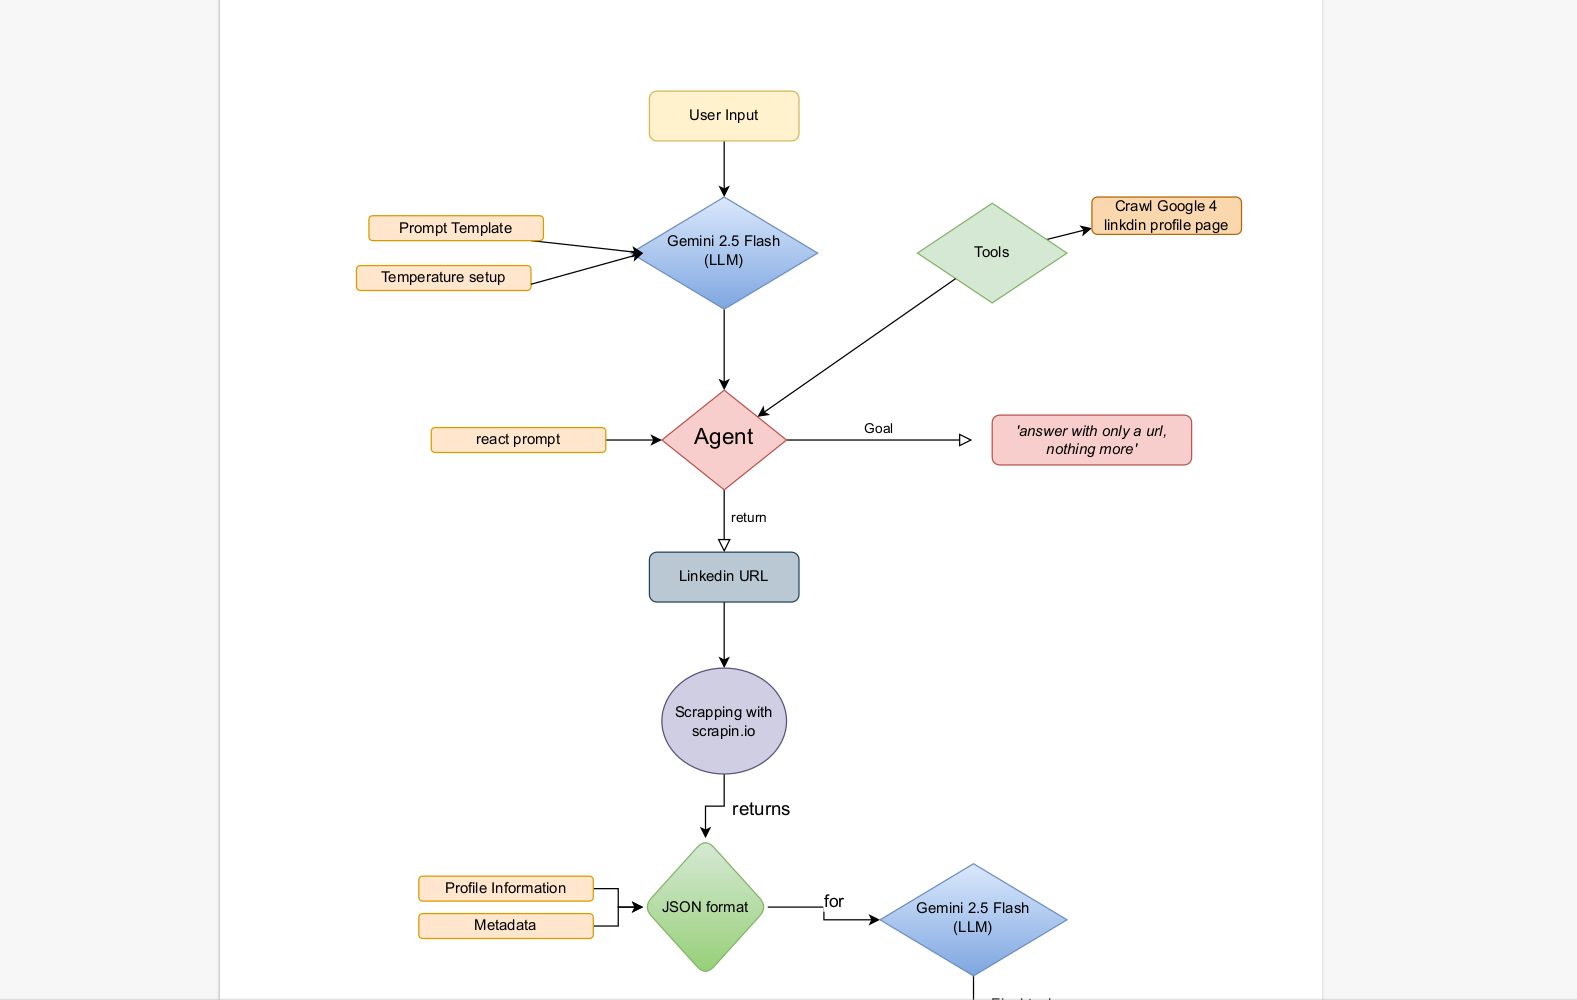 User Input
Prompt Template
Temperature setup
Gemini 2.5 Flash
(LLM)
Tools
Crawl Google 4
linkdin profile page
react prompt
Agent
Goal
'answer with only a url,
nothing more'
return
Linkedin URL
Scrapping with
scrapin.io
returns
Profile Information
Metadata
JSON format
for
Gemini 2.5 Flash
(LLM)